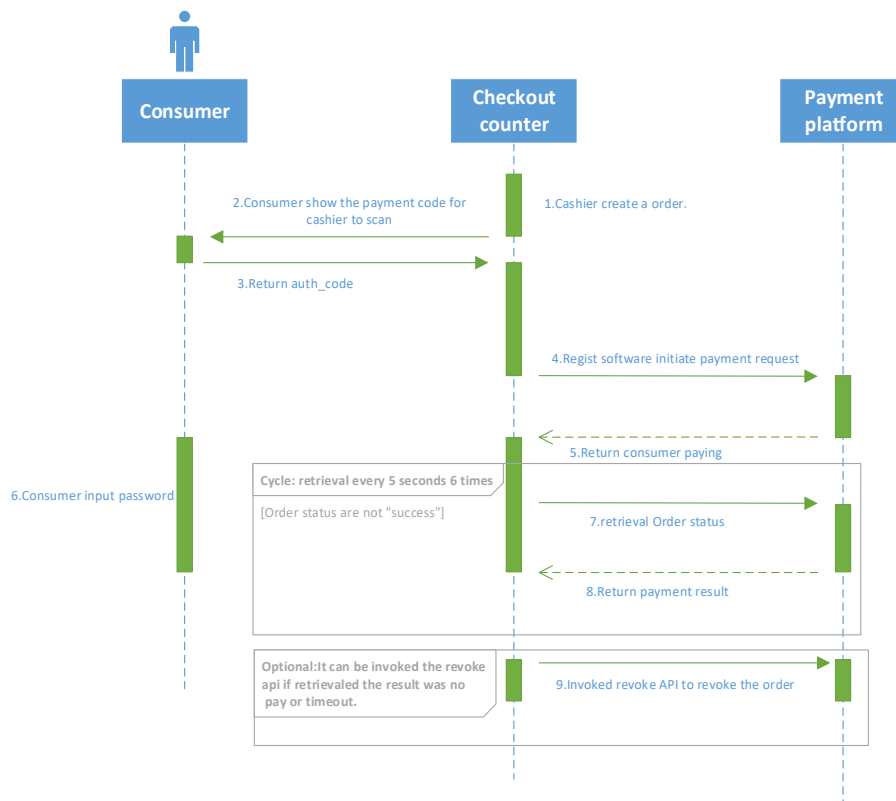 Consumer
Checkout
counter
Payment
platform
1.Cashier create a order.
2.Consumer show the payment code for
cashier to scan
3.Return auth_code
4.Regist software initiate payment request
5.Return consumer paying
6.Consumer input password
Cycle: retrieval every 5 seconds 6 times
[Order status are not "success"]
7.retrieval Order status
8.Return payment result
Optional:It can be invoked the revoke
api if retrievaled the result was no
pay or timeout.
9.Invoked revoke API to revoke the order